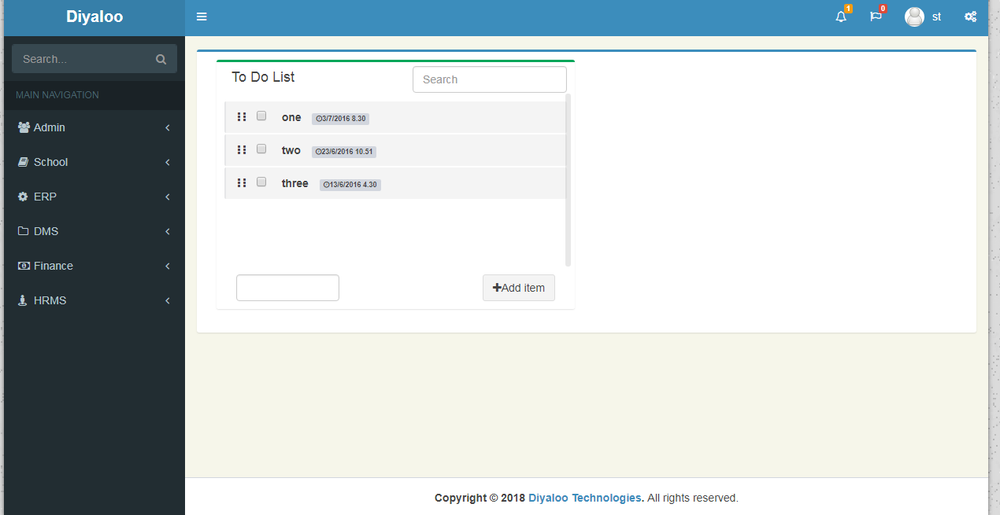 Diyaloo
1
0
st
Search...
MAIN NAVIGATION
Admin
School
ERP
DMS
Finance
HRMS
To Do List
Search
one 3/7/2016 8.30
two 23/6/2016 10.51
three 13/6/2016 4.30
Add item
Copyright © 2018 Diyaloo Technologies. All rights reserved.